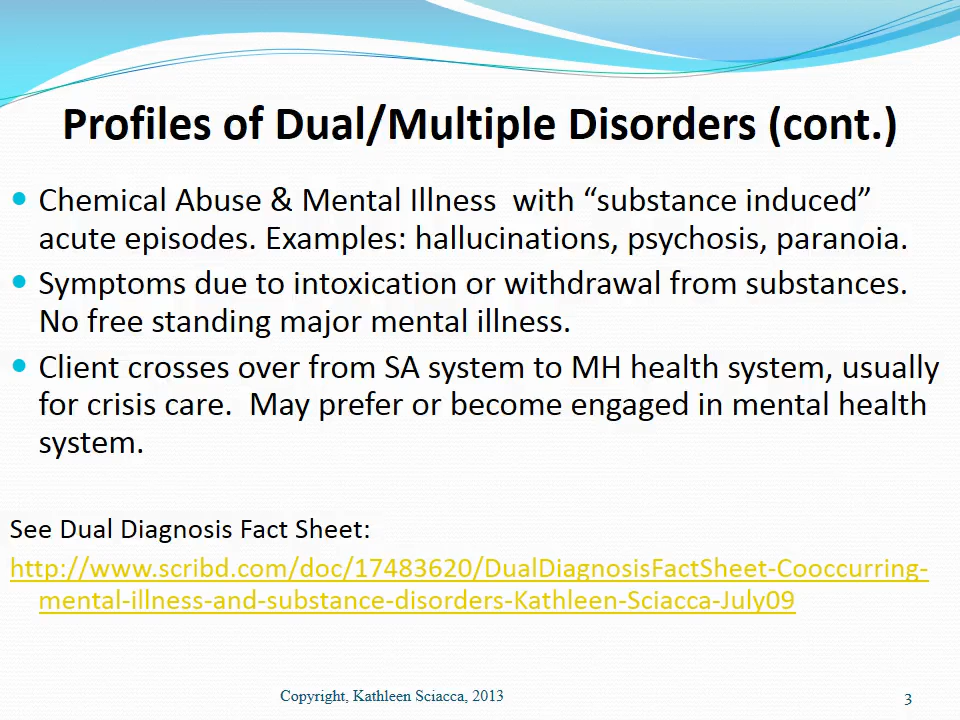 Profiles of Dual/Multiple Disorders (cont.)
Chemical Abuse & Mental Illness  with “substance induced”
acute episodes. Examples: hallucinations, psychosis, paranoia.
Symptoms due to intoxication or withdrawal from substances.
No free standing major mental illness.
Client crosses over from SA system to MH health system, usually
for crisis care.  May prefer or become engaged in mental health
system.
See Dual Diagnosis Fact Sheet:
http://www.scribd.com/doc/17483620/DualDiagnosisFactSheet-Cooccurring-
mental-illness-and-substance-disorders-Kathleen-Sciacca-July09
Copyright, Kathleen Sciacca, 2013
3